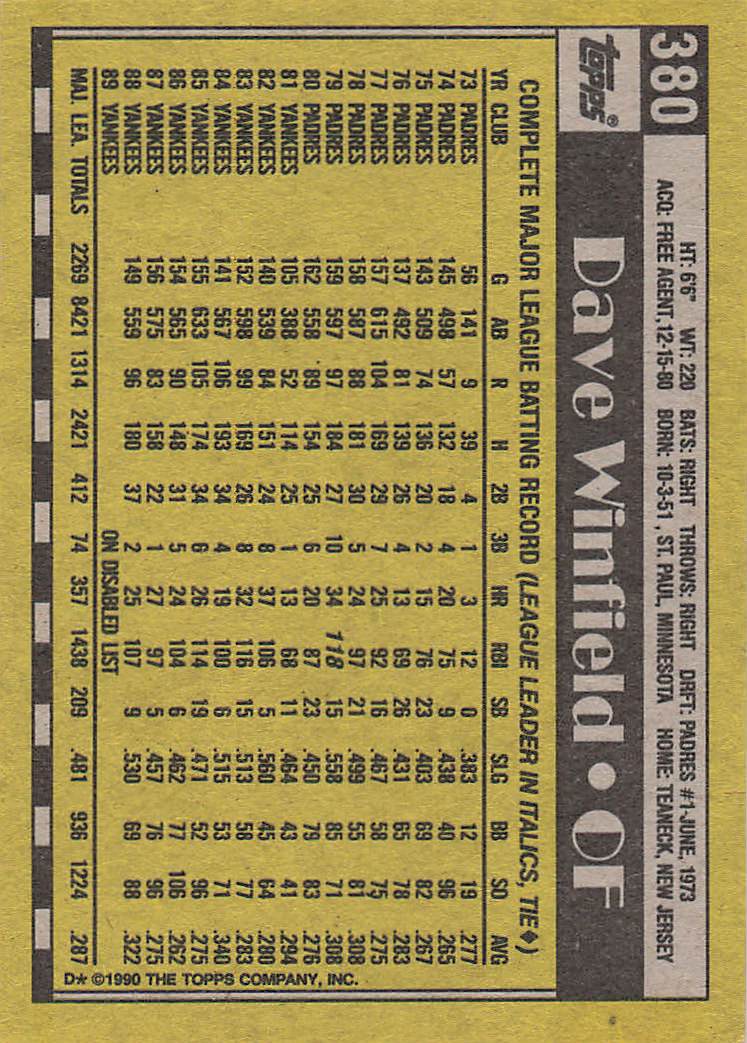 380
HT: 6'6" WT: 220 BATS: RIGHT THROWS: RIGHT DRFT: PADRES #1-JUNE, 1973
ACQ: FREE AGENT, 12-15-80 BORN: 10-3-51, ST. PAUL, MINNESOTA HOME: TEANECK, NEW JERSEY
topps®
Dave Winfield • OF
COMPLETE MAJOR LEAGUE BATTING RECORD (LEAGUE LEADER IN ITALICS, TIE♦)
YR CLUB G AB R H 2B 3B HR RBI SB SLG BB SO AVG
73 PADRES 56 141 9 39 4 1 3 12 0 .383 12 19 .277
74 PADRES 145 498 57 132 18 4 20 75 9 .438 40 96 .265
75 PADRES 143 509 74 136 20 2 15 76 23 .403 69 82 .267
76 PADRES 137 492 81 139 26 4 13 69 26 .431 65 78 .283
77 PADRES 157 615 104 169 29 7 25 92 16 .467 58 75 .275
78 PADRES 158 587 88 181 30 5 24 97 21 .499 55 81 .308
79 PADRES 159 597 97 184 27 10 34 118 15 .558 85 71 .308
80 PADRES 162 558 89 154 25 6 20 87 23 .450 79 83 .276
81 YANKEES 105 388 52 114 25 1 13 68 11 .464 43 41 .294
82 YANKEES 140 539 84 151 24 8 37 106 5 .560 45 64 .280
83 YANKEES 152 598 99 169 26 8 32 116 15 .513 58 77 .283
84 YANKEES 141 567 106 193 34 4 19 100 6 .515 53 71 .340
85 YANKEES 155 633 105 174 34 6 26 114 19 .471 52 96 .275
86 YANKEES 154 565 90 148 31 5 24 104 6 .462 77 106 .262
87 YANKEES 156 575 83 158 22 1 27 97 5 .457 76 96 .275
88 YANKEES 149 559 96 180 37 2 25 107 9 .530 69 88 .322
89 YANKEES ON DISABLED LIST
MAJ. LEA. TOTALS 2269 8421 1314 2421 412 74 357 1438 209 .481 936 1224 .287
D* ©1990 THE TOPPS COMPANY, INC.